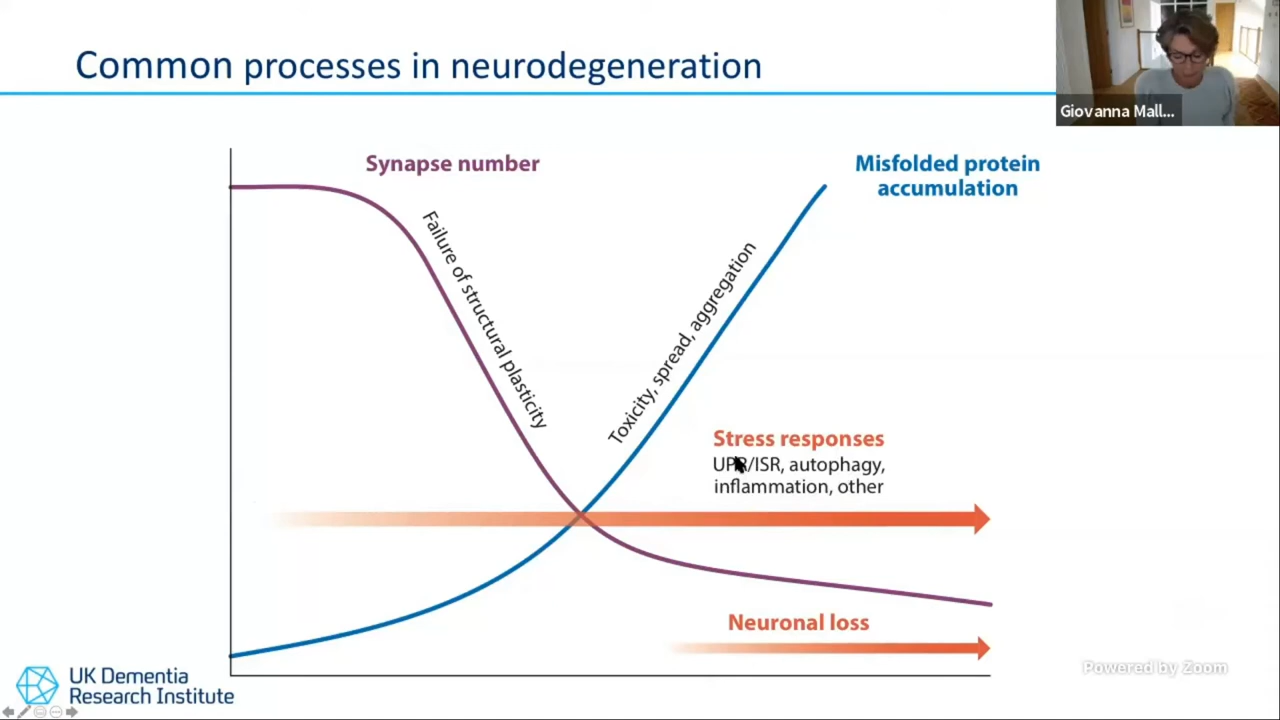 Common processes in neurodegeneration
Giovanna Mall...
Synapse number
Misfolded protein
accumulation
Failure of structural plasticity
Toxicity, spread, aggregation
Stress responses
UPR/ISR, autophagy,
inflammation, other
Neuronal loss
UK Dementia
Research Institute
Powered by Zoom